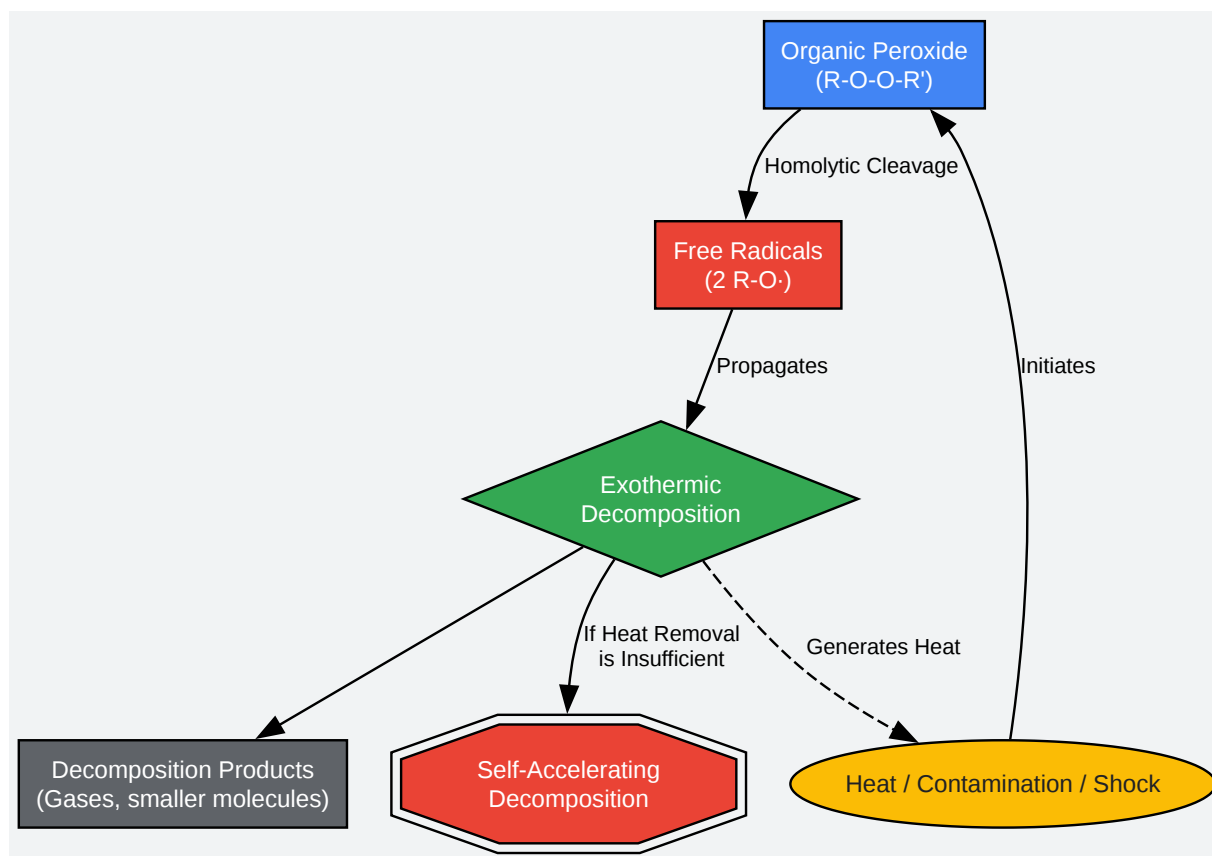 Organic Peroxide
(R-O-O-R')
Homolytic Cleavage
Free Radicals
(2 R-O·)
Propagates
Initiates
Exothermic
Decomposition
If Heat Removal
is Insufficient
Generates Heat
Decomposition Products
(Gases, smaller molecules)
Self-Accelerating
Decomposition
Heat / Contamination / Shock